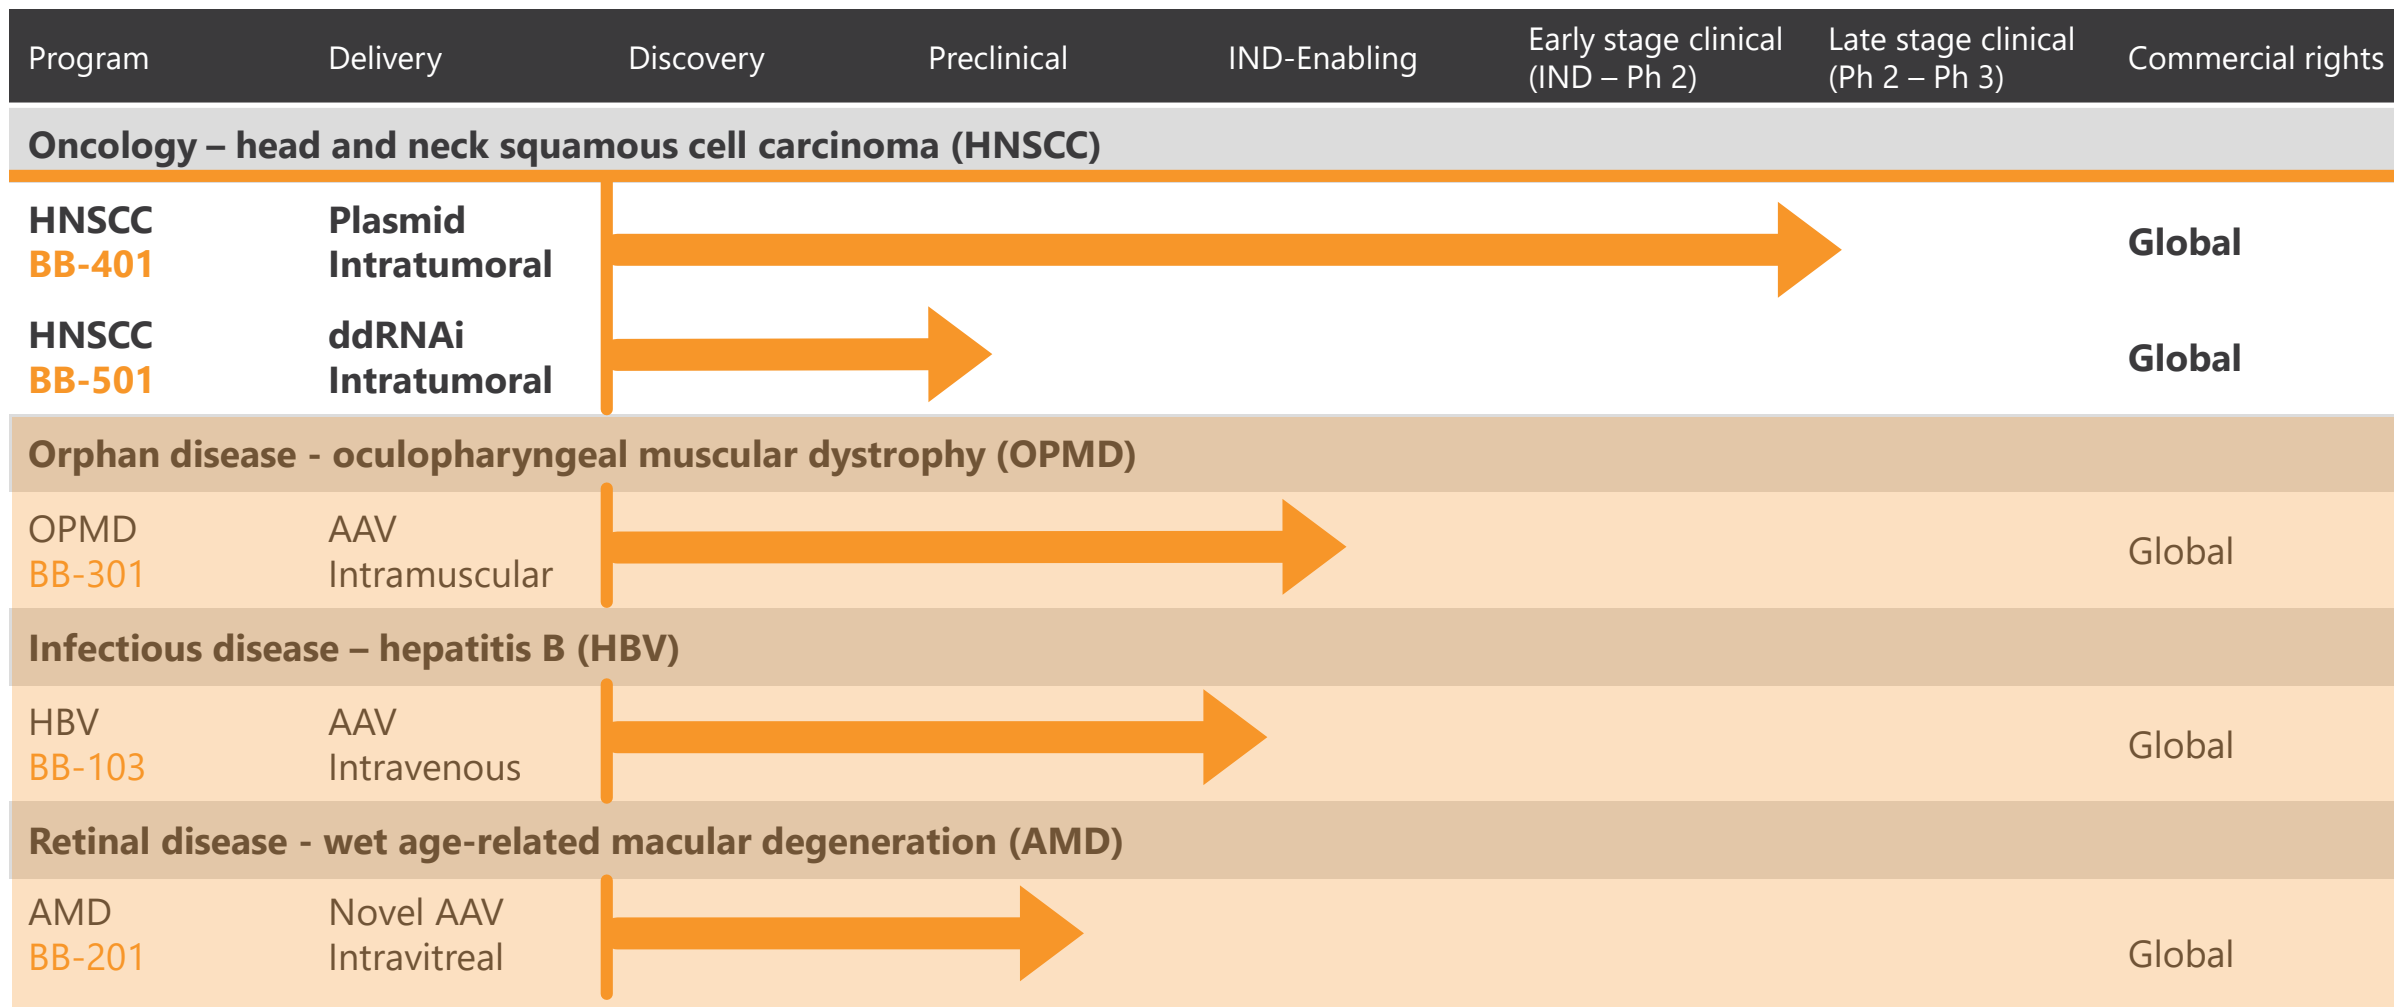 Program
Delivery
Discovery
Preclinical
IND-Enabling
Early stage clinical
(IND – Ph 2)
Late stage clinical
(Ph 2 – Ph 3)
Commercial rights
Oncology – head and neck squamous cell carcinoma (HNSCC)
HNSCC
BB-401
Plasmid
Intratumoral
Global
HNSCC
BB-501
ddRNAi
Intratumoral
Global
Orphan disease - oculopharyngeal muscular dystrophy (OPMD)
OPMD
BB-301
AAV
Intramuscular
Global
Infectious disease – hepatitis B (HBV)
HBV
BB-103
AAV
Intravenous
Global
Retinal disease - wet age-related macular degeneration (AMD)
AMD
BB-201
Novel AAV
Intravitreal
Global